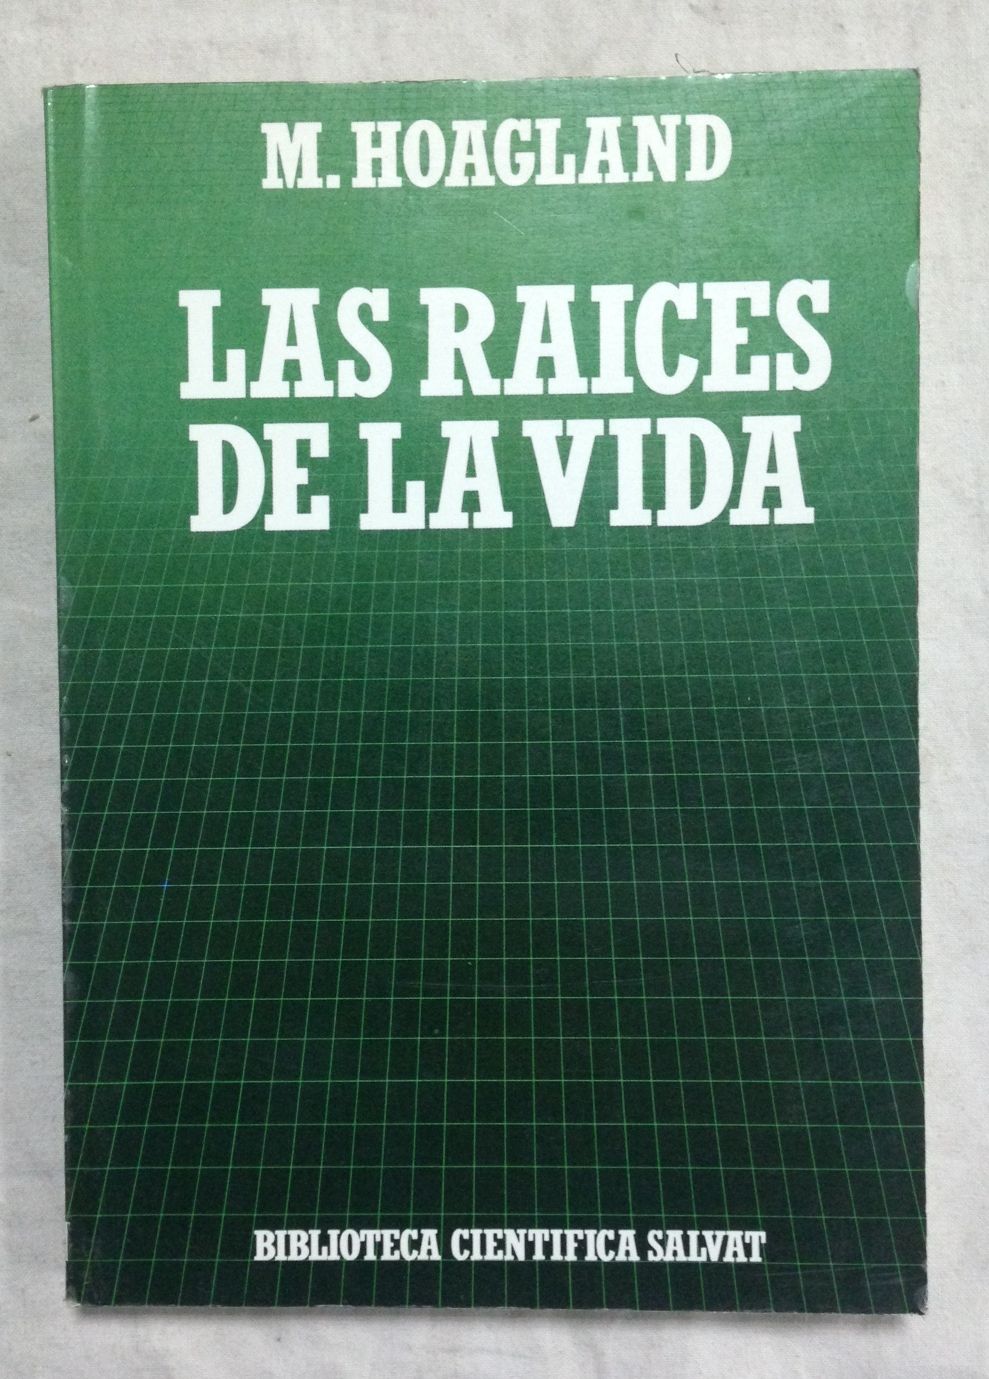 M. HOAGLAND
LAS RAICES
DE LA VIDA
BIBLIOTECA CIENTIFICA SALVAT